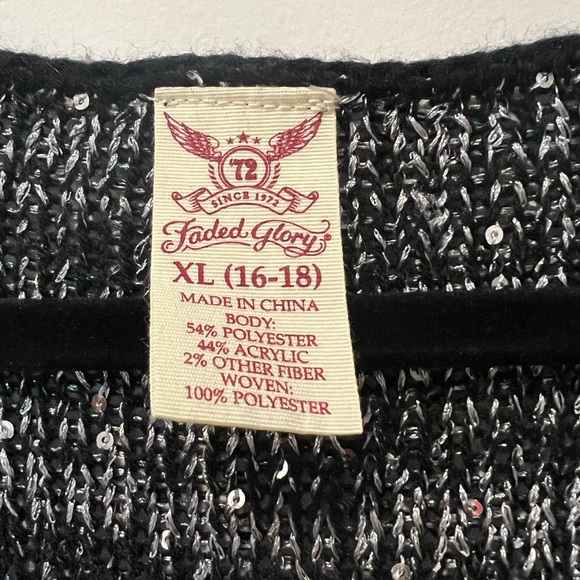 '72
SINCE 1972
Faded Glory®
XL (16-18)
MADE IN CHINA
BODY:
54% POLYESTER
44% ACRYLIC
2% OTHER FIBER
WOVEN:
100% POLYESTER